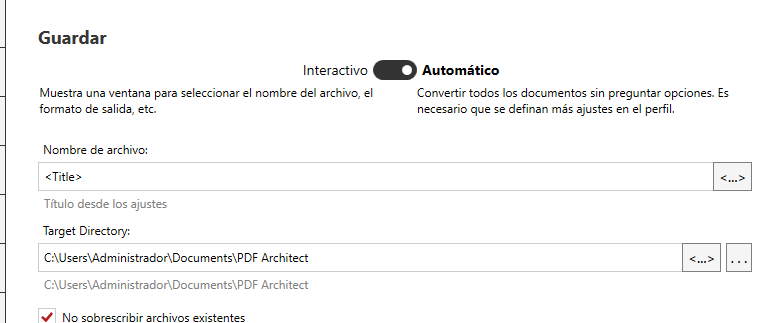 Guardar
Interactivo Automático
Muestra una ventana para seleccionar el nombre del archivo, el
formato de salida, etc.
Convertir todos los documentos sin preguntar opciones. Es
necesario que se definan más ajustes en el perfil.
Nombre de archivo:
<Title> <...>
Título desde los ajustes
Target Directory:
C:\Users\Administrador\Documents\PDF Architect <...> ...
C:\Users\Administrador\Documents\PDF Architect
No sobrescribir archivos existentes